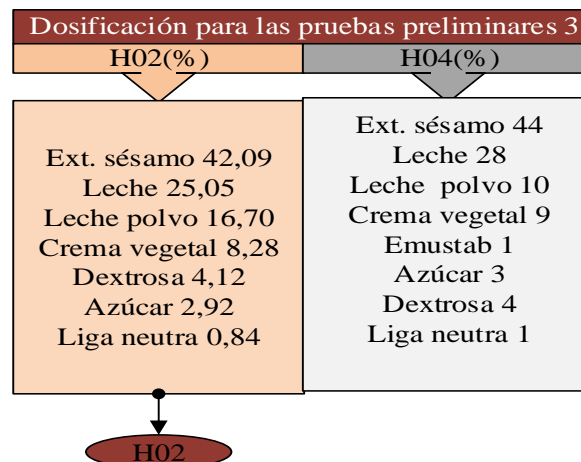 Dosificación para las pruebas preliminares 3
H02(%)
H04(%)
Ext. sésamo 42,09
Leche 25,05
Leche polvo 16,70
Crema vegetal 8,28
Dextrosa 4,12
Azúcar 2,92
Liga neutra 0,84
Ext. sésamo 44
Leche 28
Leche polvo 10
Crema vegetal 9
Emustab 1
Azúcar 3
Dextrosa 4
Liga neutra 1
H02